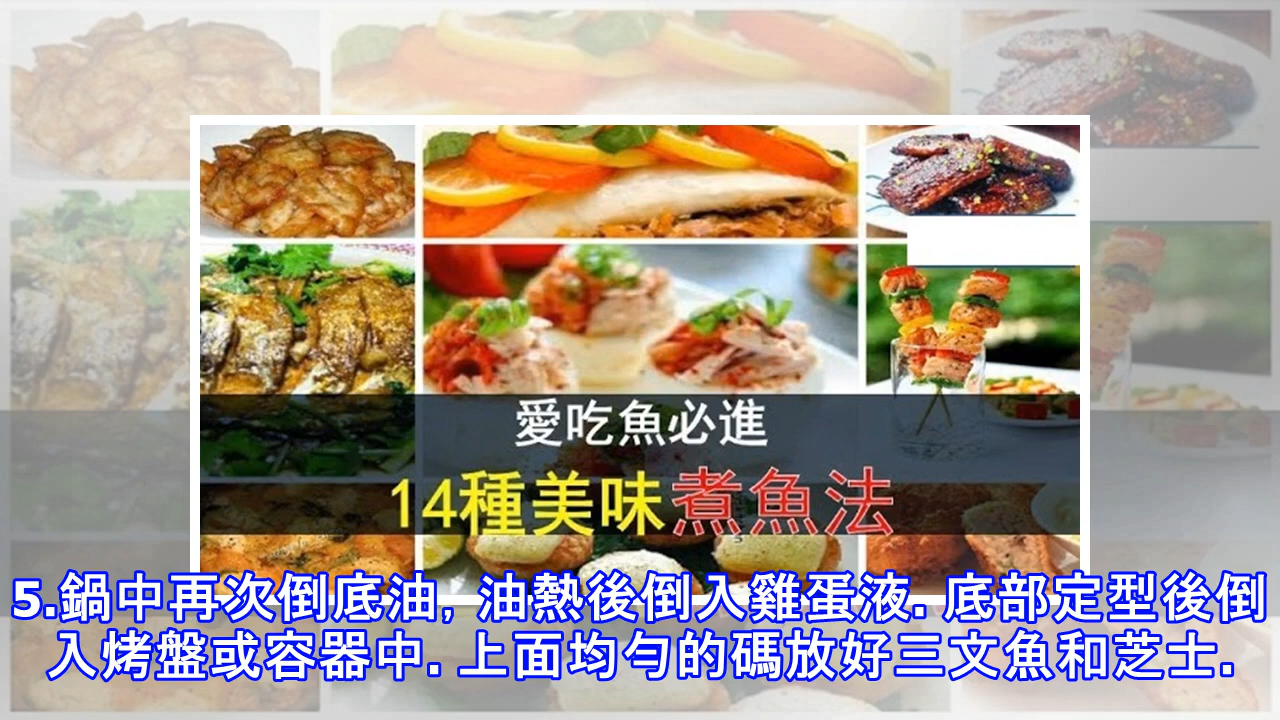 愛吃魚必進
14種美味煮魚法
5.鍋中再次倒底油, 油熱後倒入雞蛋液. 底部定型後倒
入烤盤或容器中. 上面均勻的碼放好三文魚和芝士.